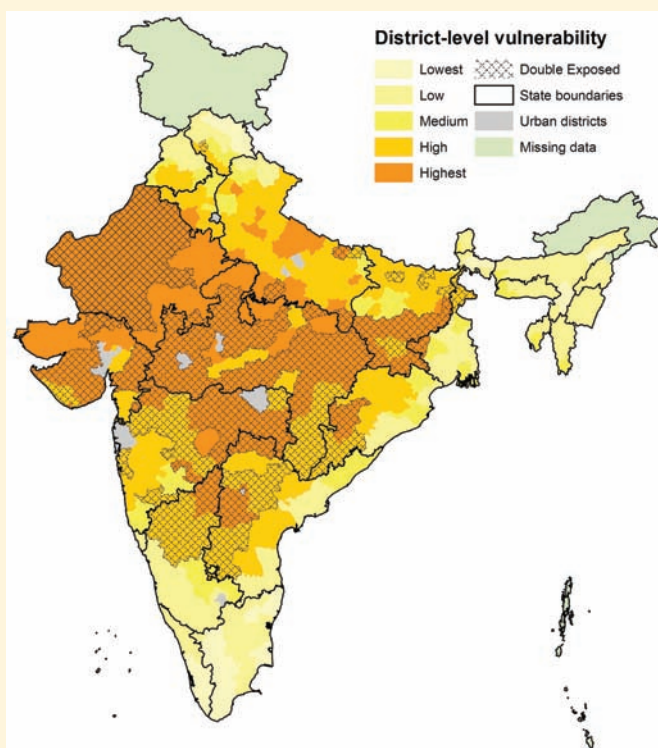 District-level vulnerability
Lowest
Low
Medium
High
Highest
Double Exposed
State boundaries
Urban districts
Missing data